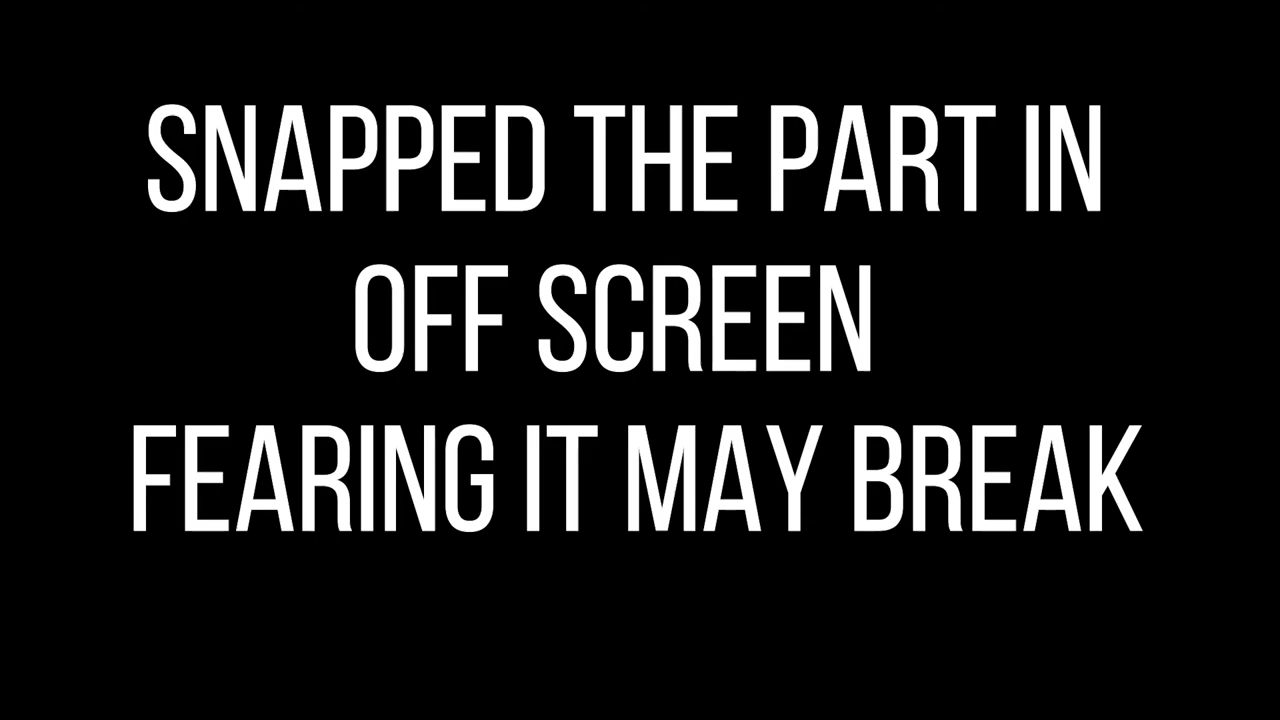 SNAPPED THE PART IN
OFF SCREEN
FEARING IT MAY BREAK